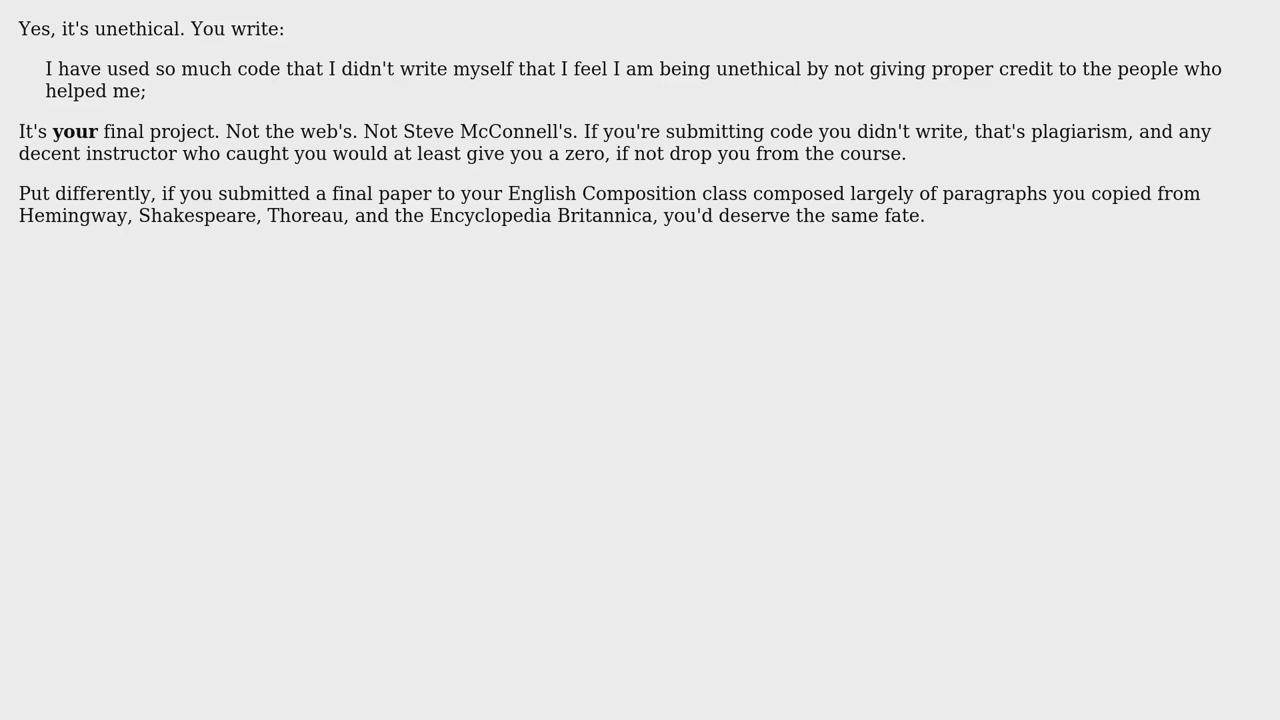 Yes, it's unethical. You write:
I have used so much code that I didn't write myself that I feel I am being unethical by not giving proper credit to the people who
helped me;
It's your final project. Not the web's. Not Steve McConnell's. If you're submitting code you didn't write, that's plagiarism, and any
decent instructor who caught you would at least give you a zero, if not drop you from the course.
Put differently, if you submitted a final paper to your English Composition class composed largely of paragraphs you copied from
Hemingway, Shakespeare, Thoreau, and the Encyclopedia Britannica, you'd deserve the same fate.